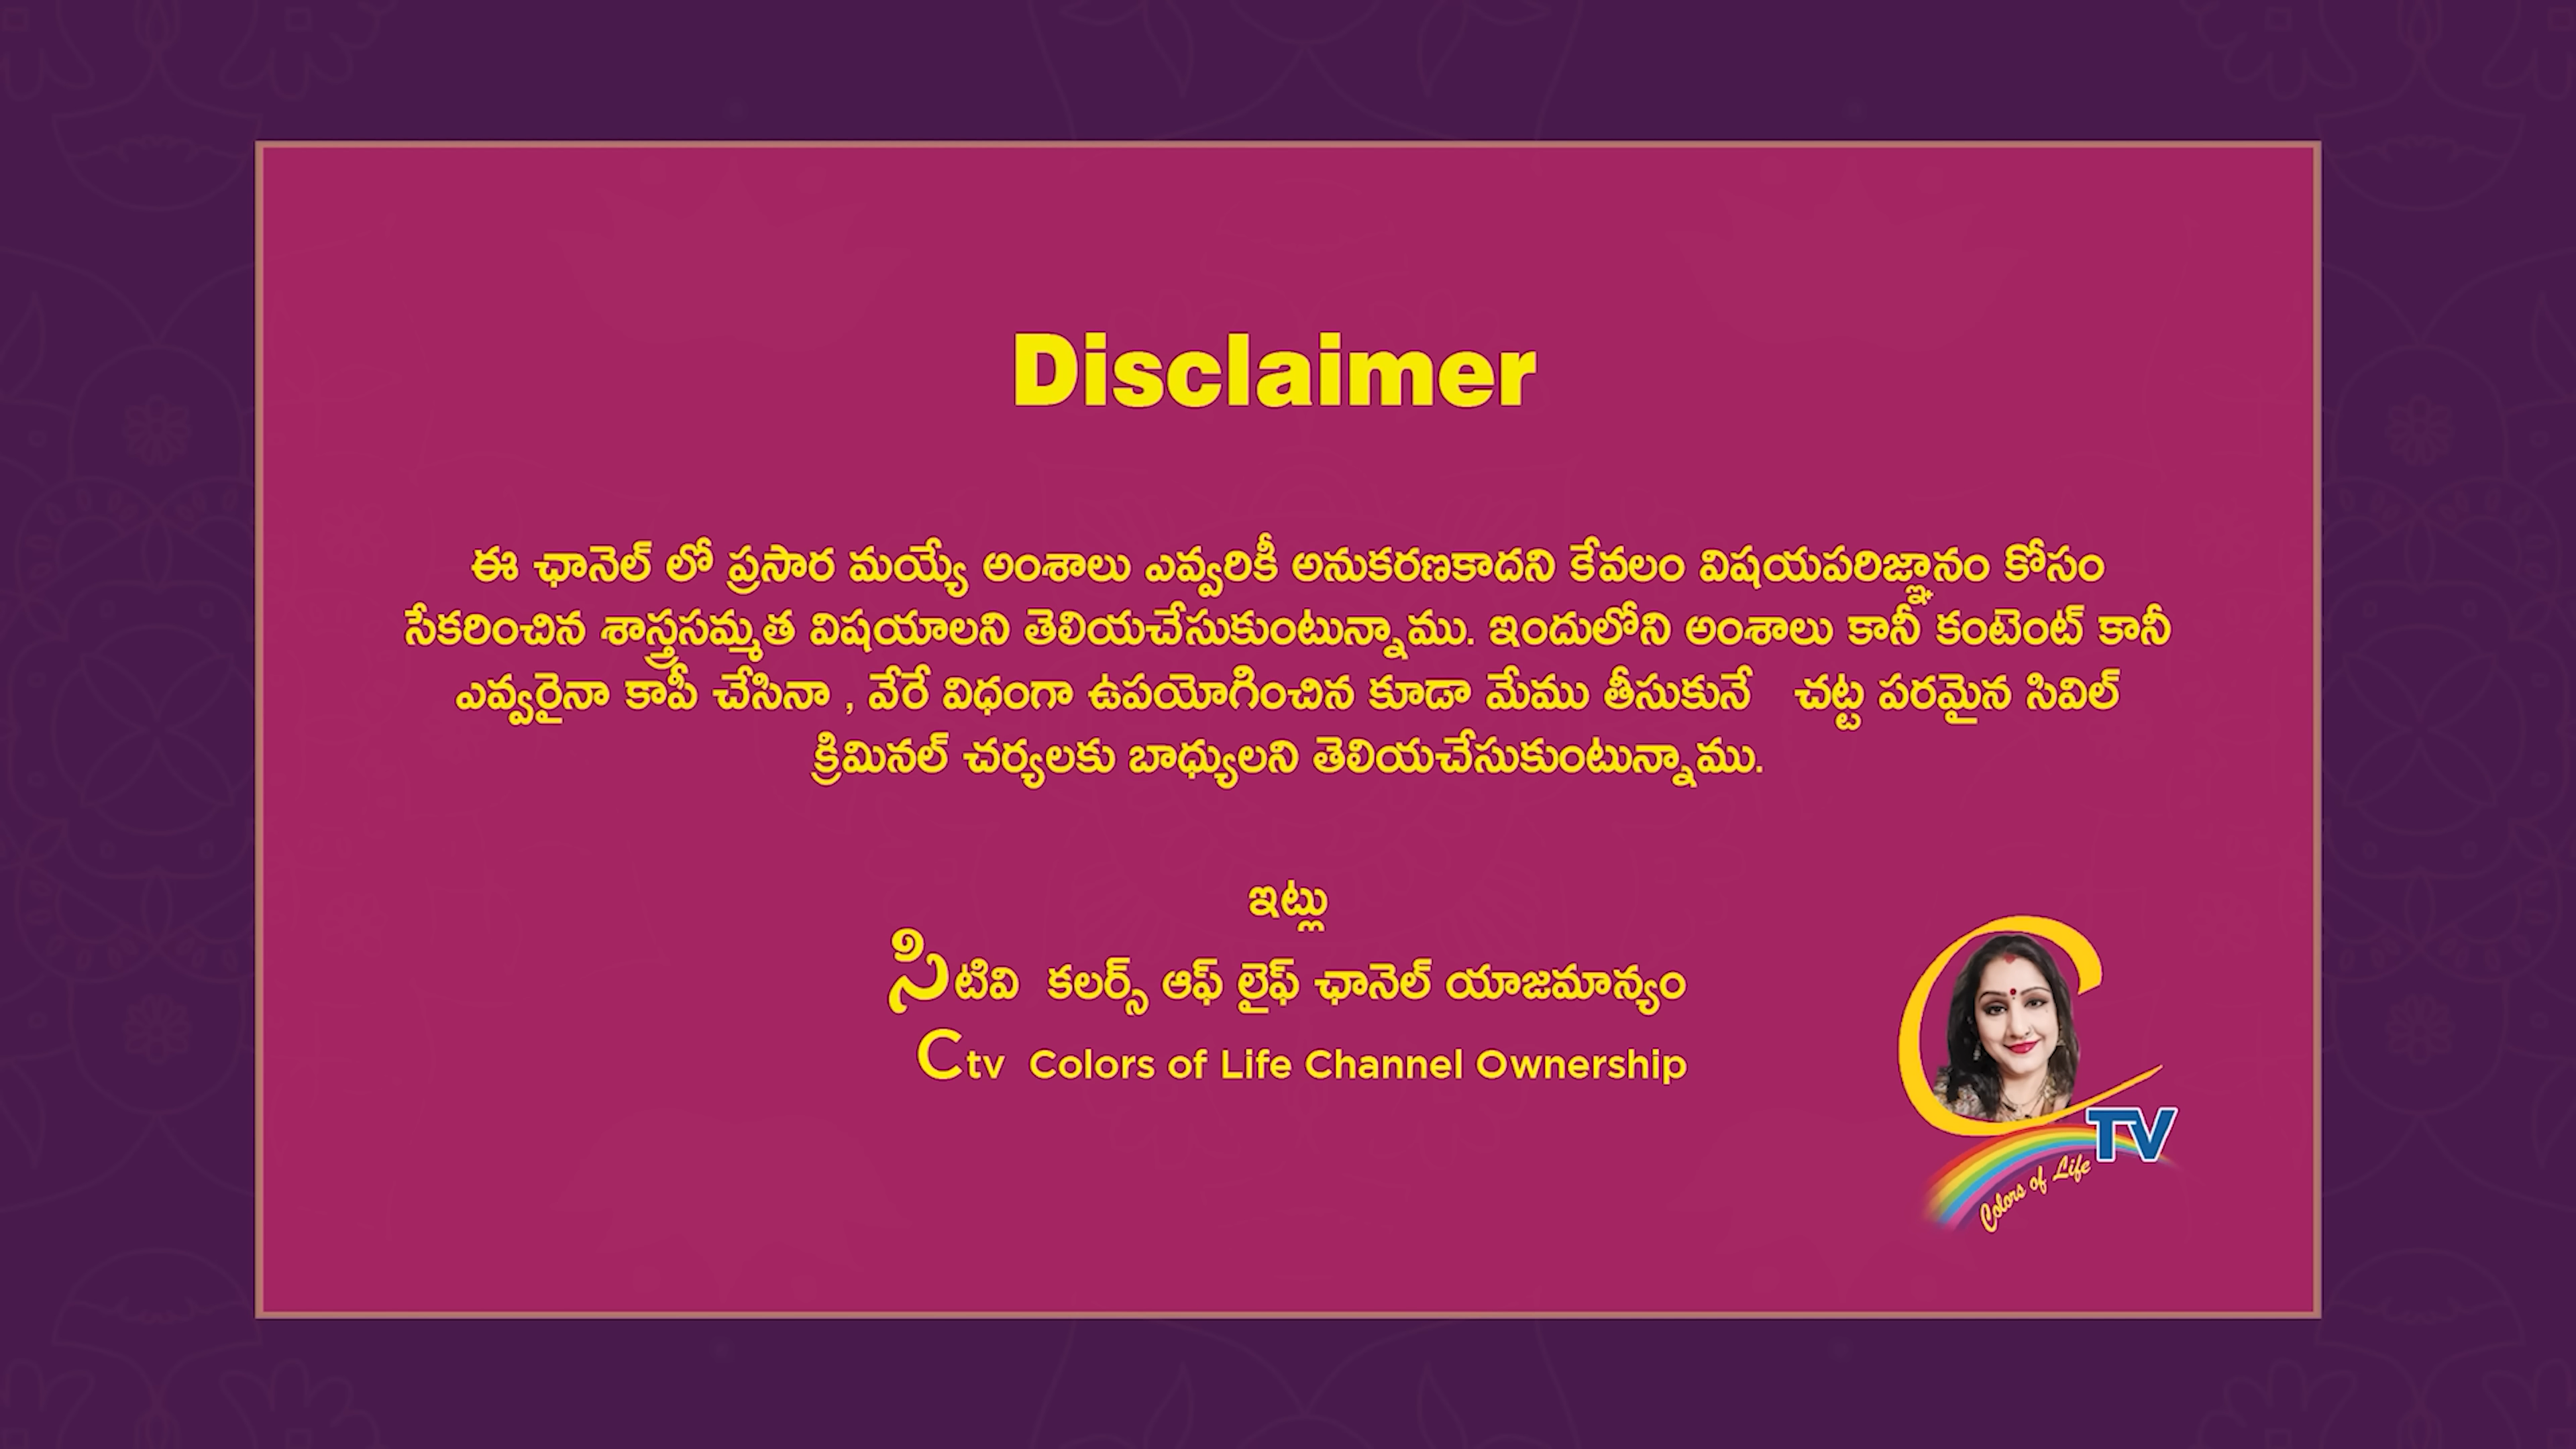 Disclaimer
ఈ ఛానెల్ లో ప్రసార మయ్యే అంశాలు ఎవ్వరికీ అనుకరణకాదని కేవలం విషయపరిజ్ఞానం కోసం
సేకరించిన శాస్త్రసమ్మత విషయాలని తెలియచేసుకుంటున్నాము. ఇందులోని అంశాలు కానీ కంటెంట్ కానీ
ఎవ్వరైనా కాపీ చేసినా , వేరే విధంగా ఉపయోగించిన కూడా మేము తీసుకునే చట్ట పరమైన సివిల్
క్రిమినల్ చర్యలకు బాధ్యులని తెలియచేసుకుంటున్నాము.
ఇట్లు
సిటివి కలర్స్ ఆఫ్ లైఫ్ ఛానెల్ యాజమాన్యం
Ctv Colors of Life Channel Ownership
C TV
Colors of Life